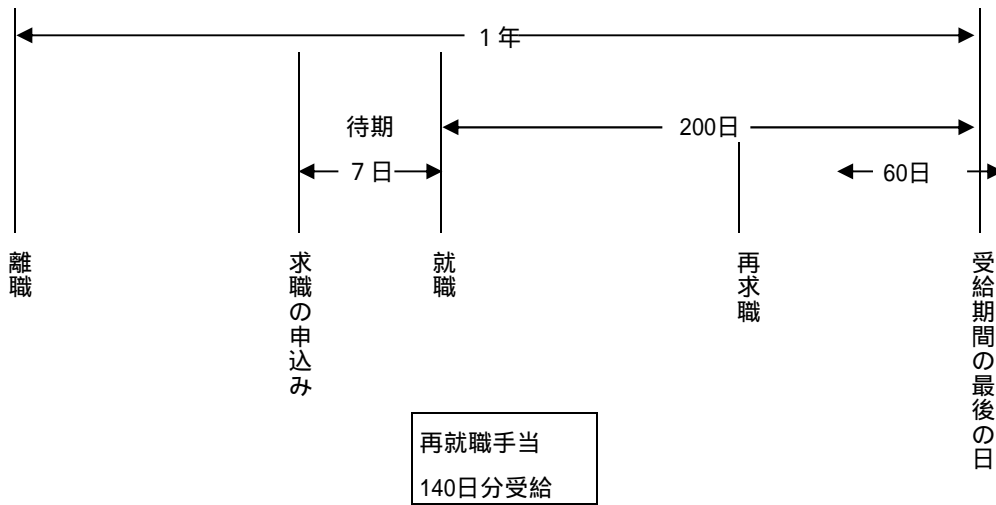 1 年
待期
200日
7 日
60日
離職
求職の申込み
就職
再求職
受給期間の最後の日
再就職手当
140日分受給